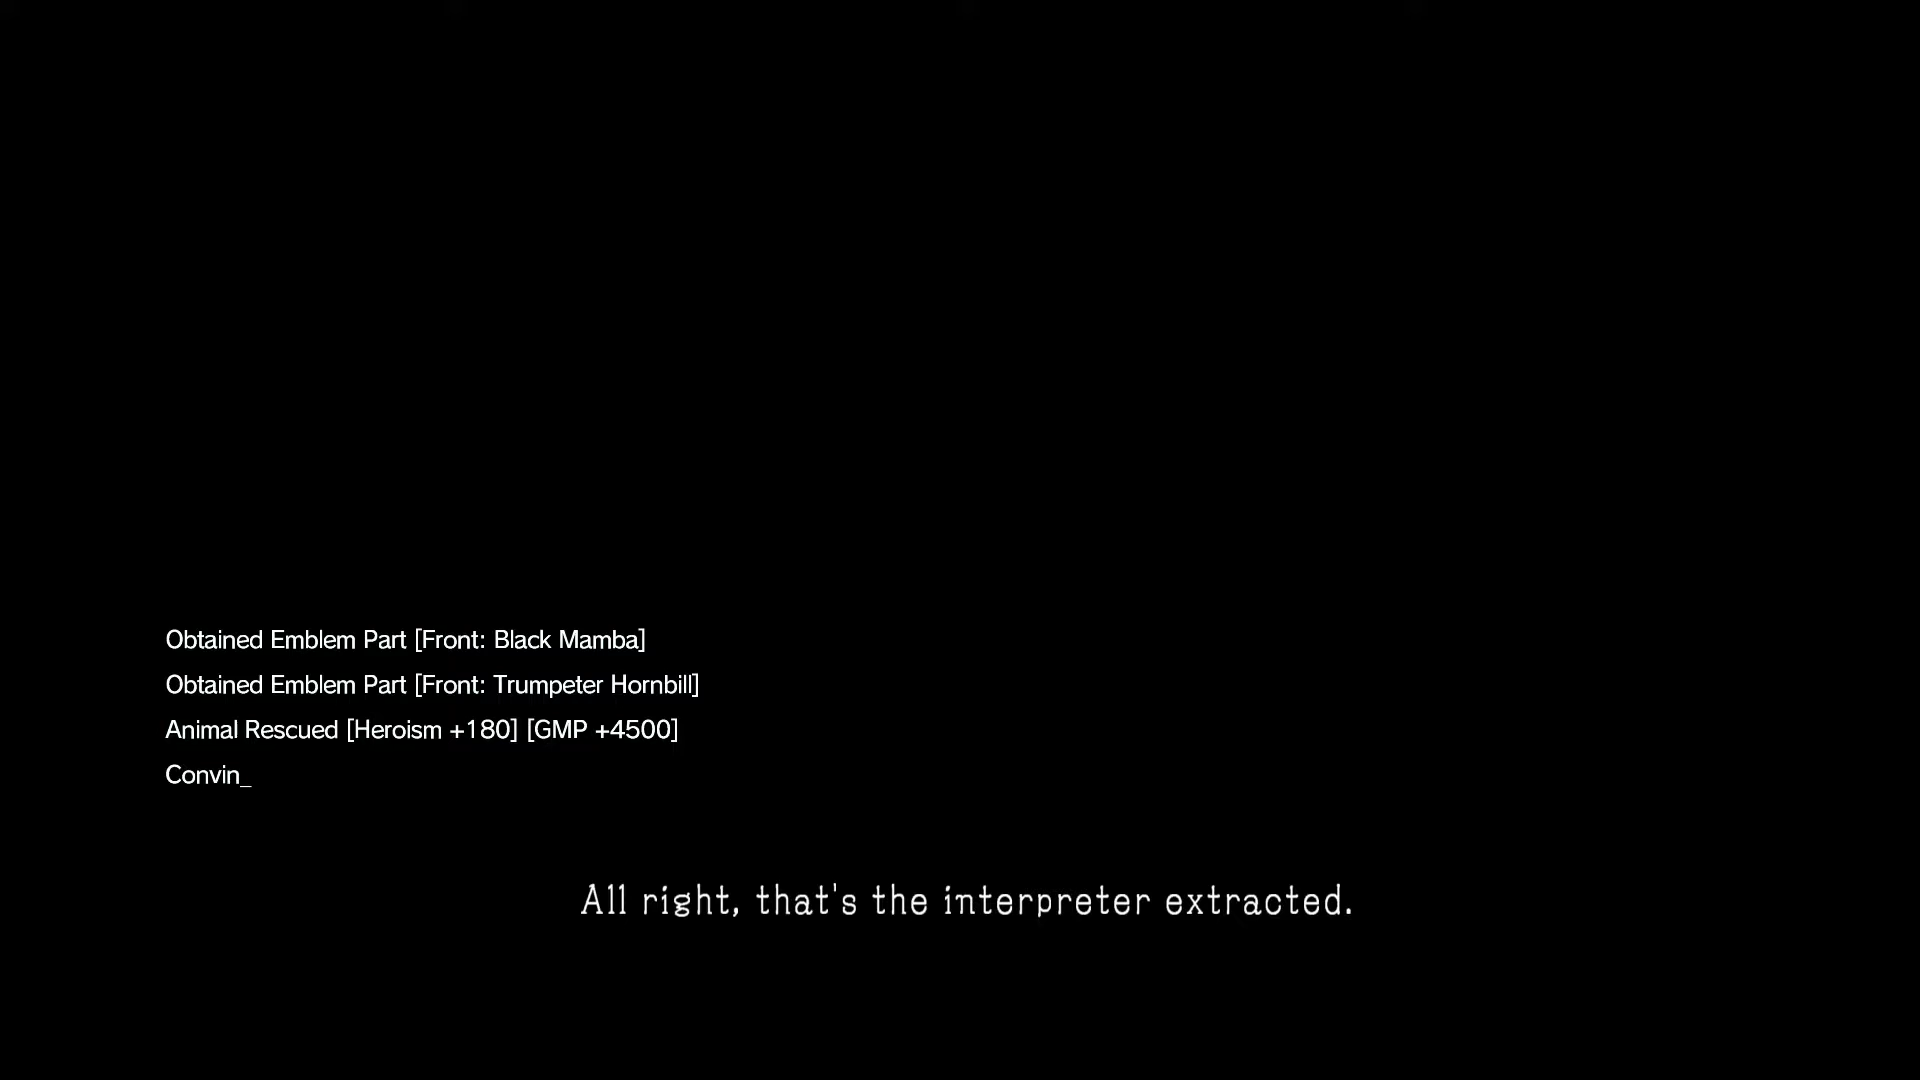 Obtained Emblem Part [Front: Black Mamba]
Obtained Emblem Part [Front: Trumpeter Hornbill]
Animal Rescued [Heroism +180] [GMP +4500]
Convin_
All right, that's the interpreter extracted.